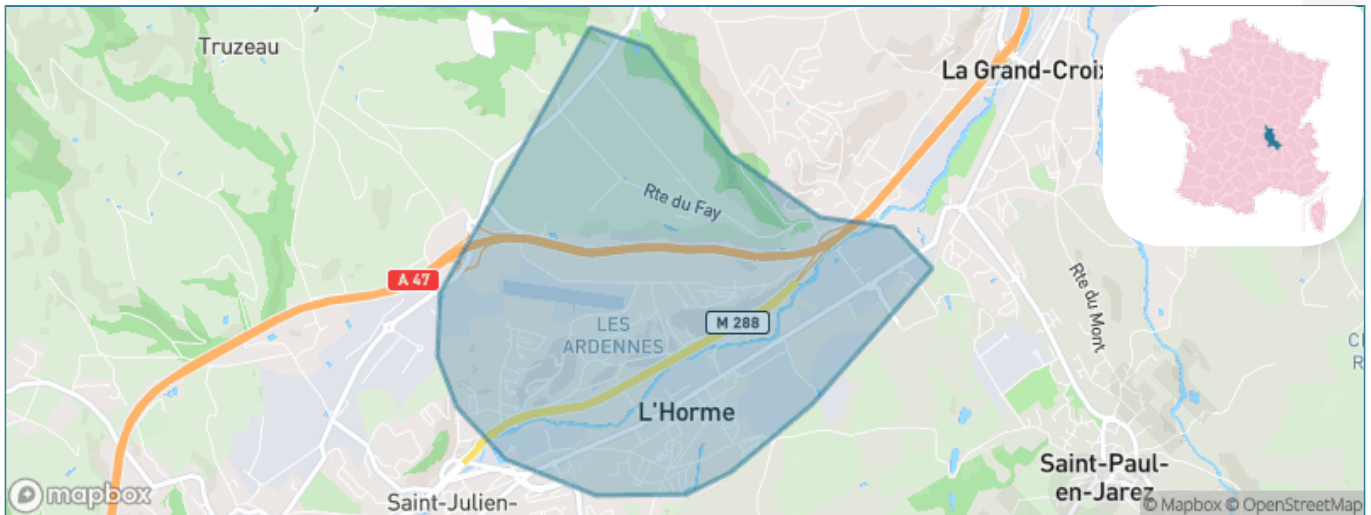 Truzeau
La Grand-Croix
Rte du Fay
A 47
Rte du Mont
M 288
LES
ARDENNES
L'Horme
Saint-Paul-
en-Jarez
Saint-Julien-
mapbox
© Mapbox © OpenStreetMap